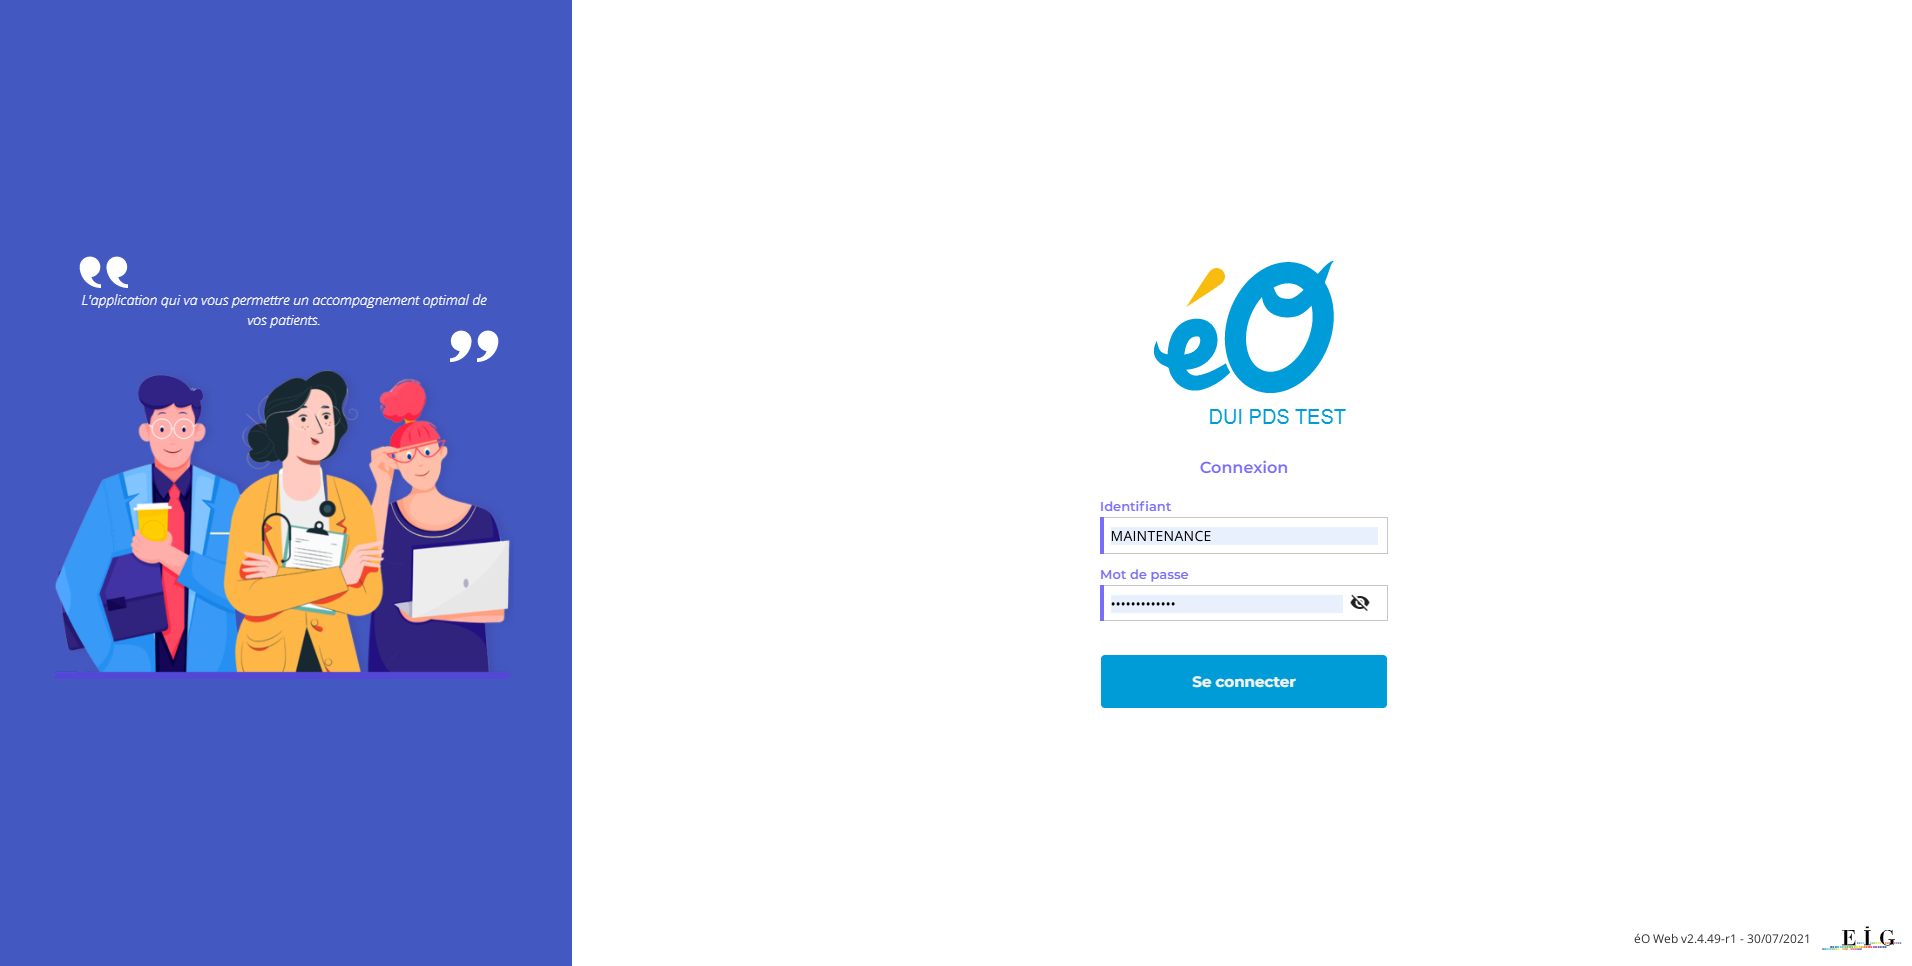 L'application qui va vous permettre un accompagnement optimal de
vos patients.
éO
DUI PDS TEST
Connexion
Identifiant
MAINTENANCE
Mot de passe
•••••••••••••
Se connecter
éO Web v2.4.49-r1 - 30/07/2021
EIG